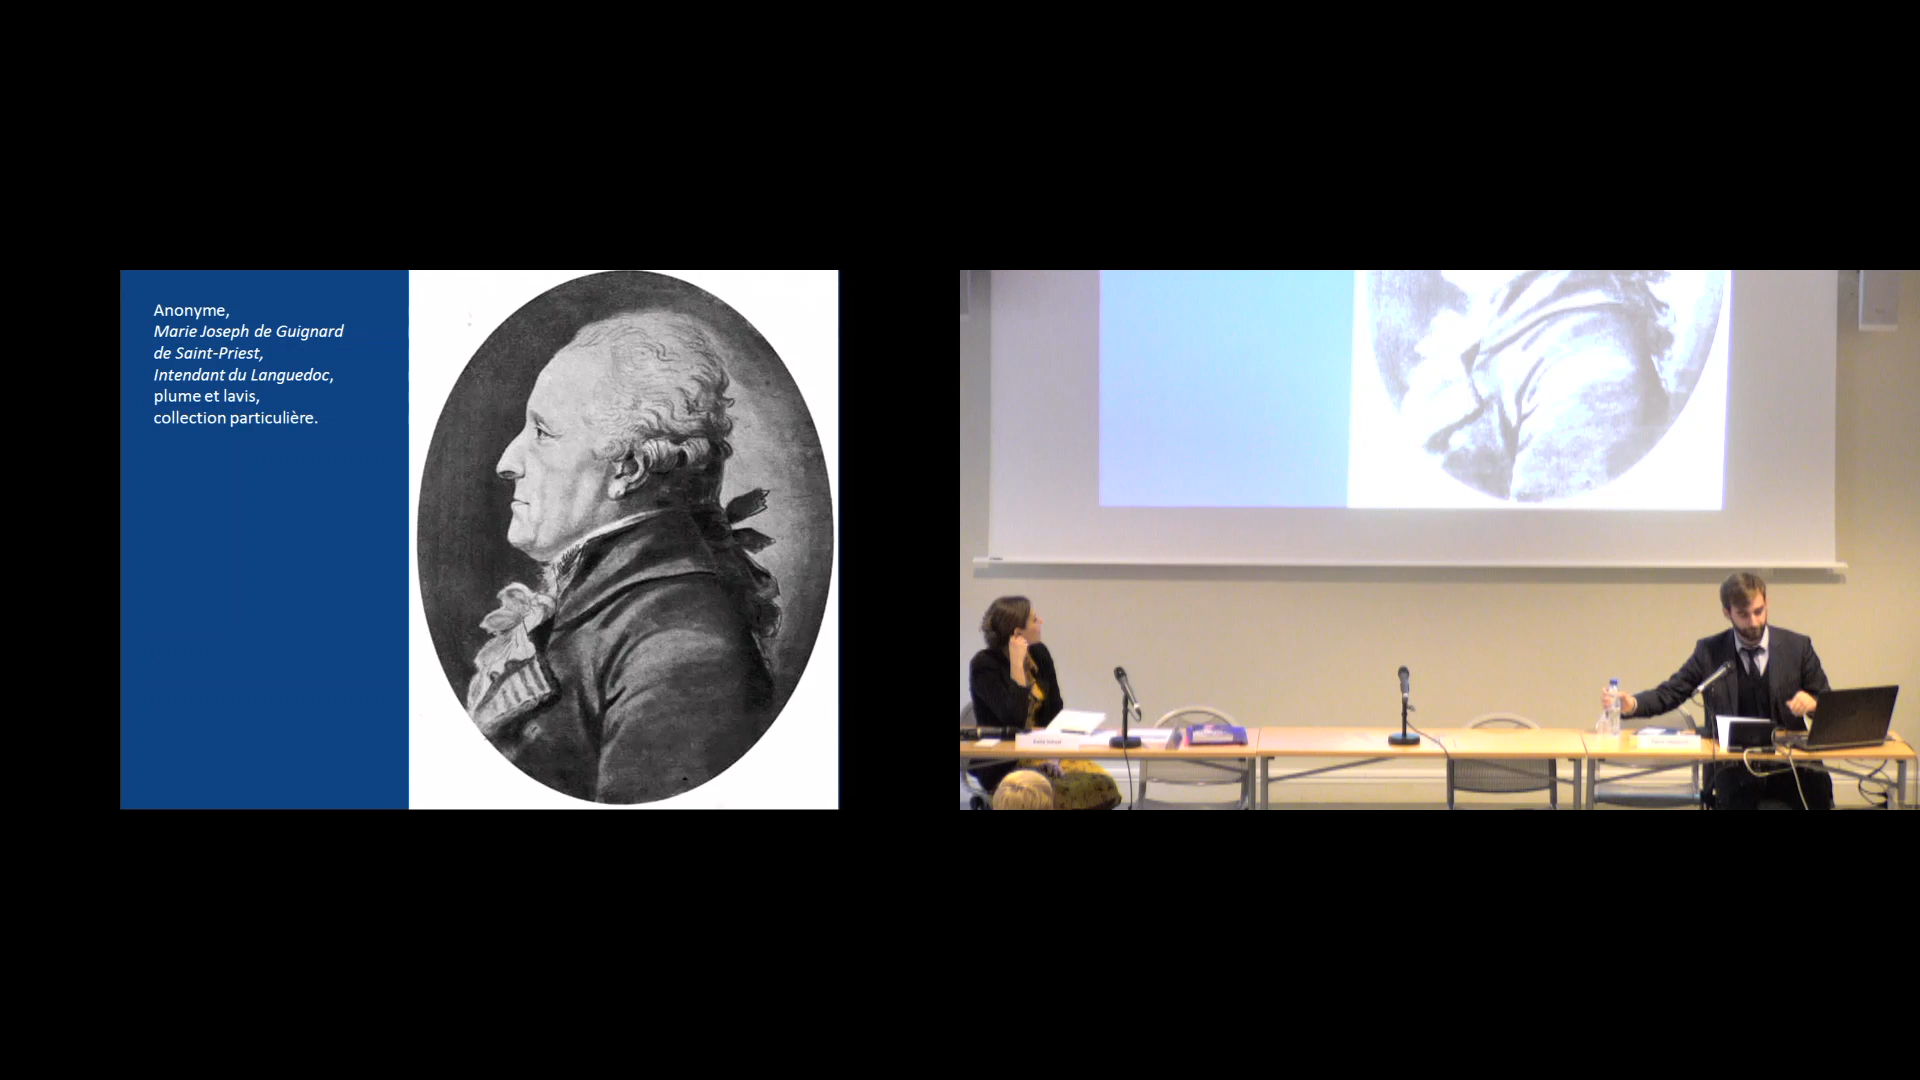 Anonyme,
Marie Joseph de Guignard
de Saint-Priest,
Intendant du Languedoc,
plume et lavis,
collection particulière.